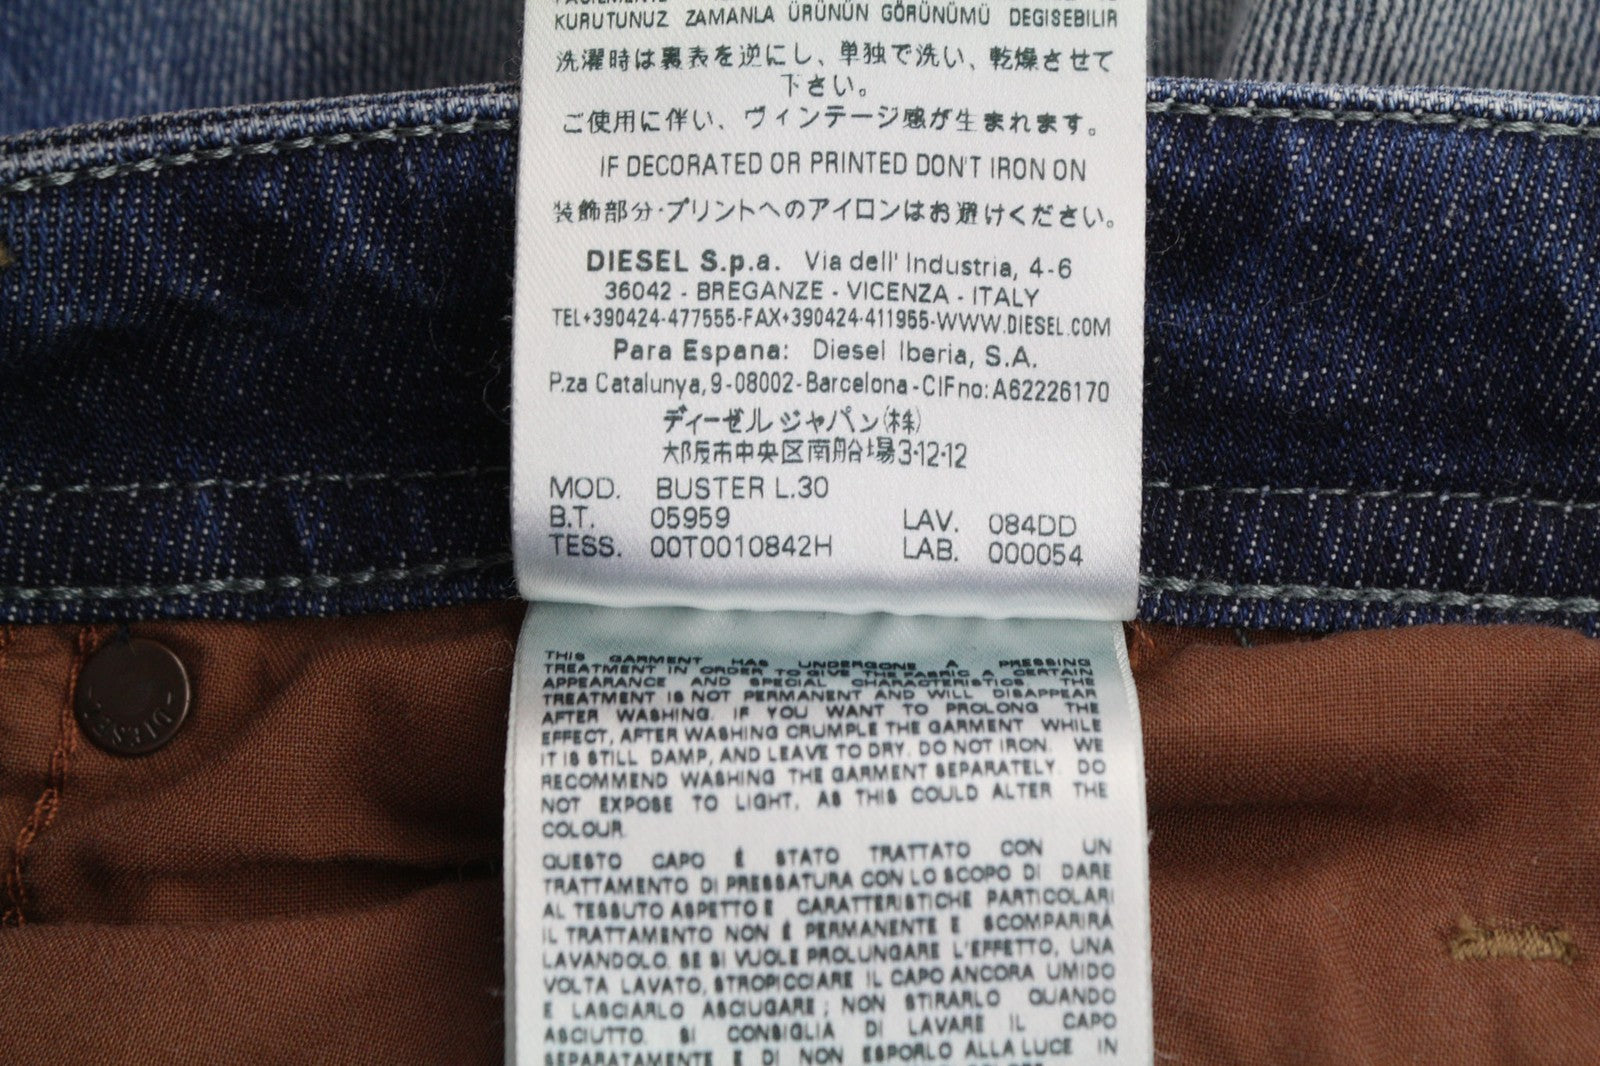 KURUTUNUZ ZAMANLA ÜRÜNÜN GÖRÜNÜMÜ DEGISEBILIR
洗濯時は裏表を逆にし、単独で洗い、乾燥させて
下さい。
ご使用に伴い、ヴィンテージ感が生まれます。
IF DECORATED OR PRINTED DON'T IRON ON
装飾部分・プリントへのアイロンはお避けください。
DIESEL S.p.a. Via dell' Industria, 4-6
36042 - BREGANZE - VICENZA - ITALY
TEL+390424-477555-FAX+390424-411955-WWW.DIESEL.COM
Para Espana: Diesel Iberia, S.A.
P.za Catalunya, 9 - 08002 - Barcelona - CIF no: A62226170
ディーゼル ジャパン(株)
大阪市中央区南船場3-12-12
MOD. BUSTER L.30
B.T. 05959 LAV. 084DD
TESS. 00T0010842H LAB. 000054
THIS GARMENT HAS UNDERGONE A PRESSING
TREATMENT IN ORDER TO GIVE THE FABRIC A CERTAIN
APPEARANCE AND SPECIAL CHARACTERISTICS. THE
TREATMENT IS NOT PERMANENT AND WILL DISAPPEAR
AFTER WASHING. IF YOU WANT TO PROLONG THE
EFFECT, AFTER WASHING CRUMPLE THE GARMENT WHILE
IT IS STILL DAMP, AND LEAVE TO DRY. DO NOT IRON. WE
RECOMMEND WASHING THE GARMENT SEPARATELY. DO
NOT EXPOSE TO LIGHT, AS THIS COULD ALTER THE
COLOUR.
QUESTO CAPO É STATO TRATTATO CON UN
TRATTAMENTO DI PRESSATURA CON LO SCOPO DI DARE
AL TESSUTO ASPETTO E CARATTERISTICHE PARTICOLARI
IL TRATTAMENTO NON É PERMANENTE E SCOMPARIRÀ
LAVANDOLO. SE SI VUOLE PROLUNGARE L'EFFETTO, UNA
VOLTA LAVATO, STROPICCIARE IL CAPO ANCORA UMIDO
E LASCIARLO ASCIUGARE; NON STIRARLO QUANDO
ASCIUTTO. SI CONSIGLIA DI LAVARE IL CAPO
SEPARATAMENTE E DI NON ESPORLO ALLA LUCE IN
DIESEL